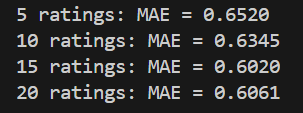 5 ratings: MAE = 0.6520
10 ratings: MAE = 0.6345
15 ratings: MAE = 0.6020
20 ratings: MAE = 0.6061